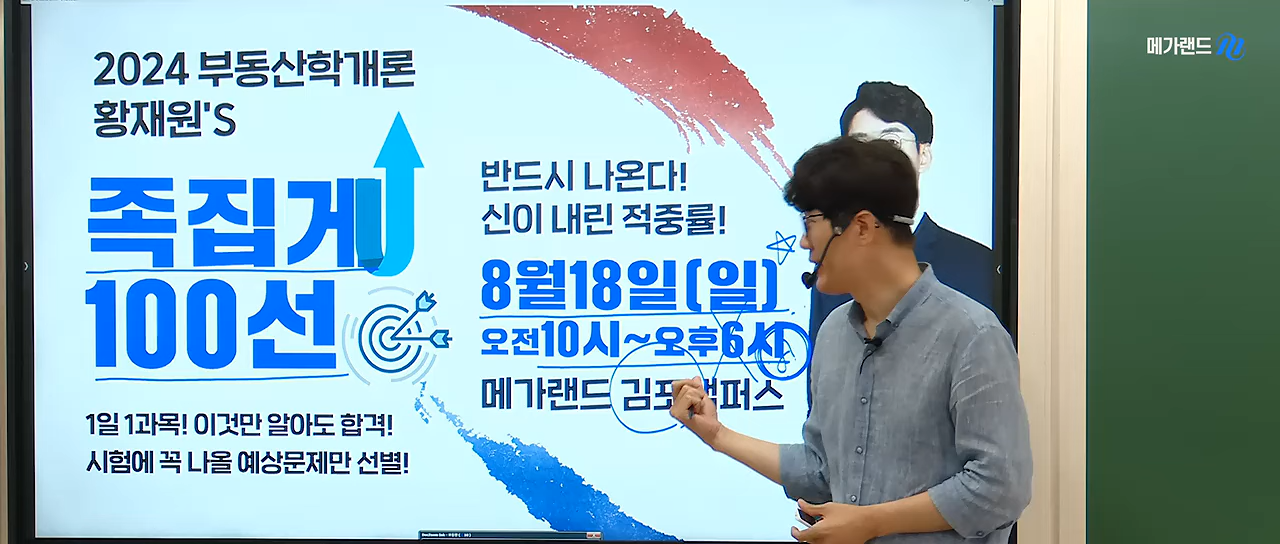 메가랜드
2024 부동산학개론
황재원'S
족집게
100선
1일 1과목! 이것만 알아도 합격!
시험에 꼭 나올 예상문제만 선별!
반드시 나온다!
신이 내린 적중률!
8월18일(일)
오전10시~오후6시
메가랜드 김포캠퍼스